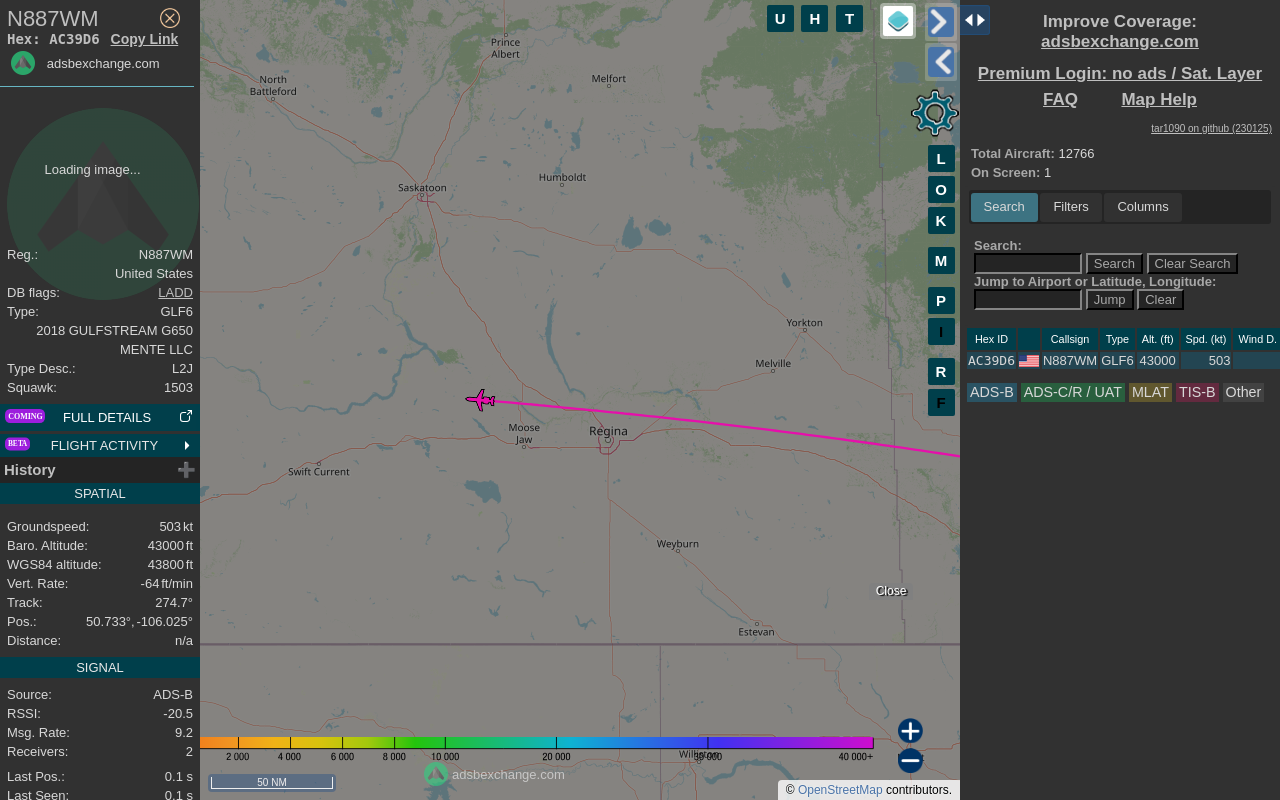 N887WM
Hex: AC39D6 Copy Link
adsbexchange.com
Loading image...
Reg.: N887WM
United States
DB flags: LADD
Type: GLF6
2018 GULFSTREAM G650
MENTE LLC
Type Desc.: L2J
Squawk: 1503
COMING FULL DETAILS
BETA FLIGHT ACTIVITY
History
SPATIAL
Groundspeed: 503 kt
Baro. Altitude: 43000 ft
WGS84 altitude: 43800 ft
Vert. Rate: -64 ft/min
Track: 274.7°
Pos.: 50.733°, -106.025°
Distance: n/a
SIGNAL
Source: ADS-B
RSSI: -20.5
Msg. Rate: 9.2
Receivers: 2
Last Pos.: 0.1 s
Last Seen: 0.1 s
Prince
Albert
North
Battleford
Melfort
Saskatoon
Humboldt
Yorkton
Melville
Moose
Jaw
Regina
Swift Current
Weyburn
Estevan
Williston
Close
U H T
L
O
K
M
P
I
R
F
2 000 4 000 6 000 8 000 10 000 20 000 30 000 40 000+
50 NM
adsbexchange.com
© OpenStreetMap contributors.
Improve Coverage:
adsbexchange.com
Premium Login: no ads / Sat. Layer
FAQ Map Help
tar1090 on github (230125)
Total Aircraft: 12766
On Screen: 1
Search Filters Columns
Search:
Search Clear Search
Jump to Airport or Latitude, Longitude:
Jump Clear
Hex ID Callsign Type Alt. (ft) Spd. (kt) Wind D.
AC39D6 N887WM GLF6 43000 503
ADS-B ADS-C/R / UAT MLAT TIS-B Other